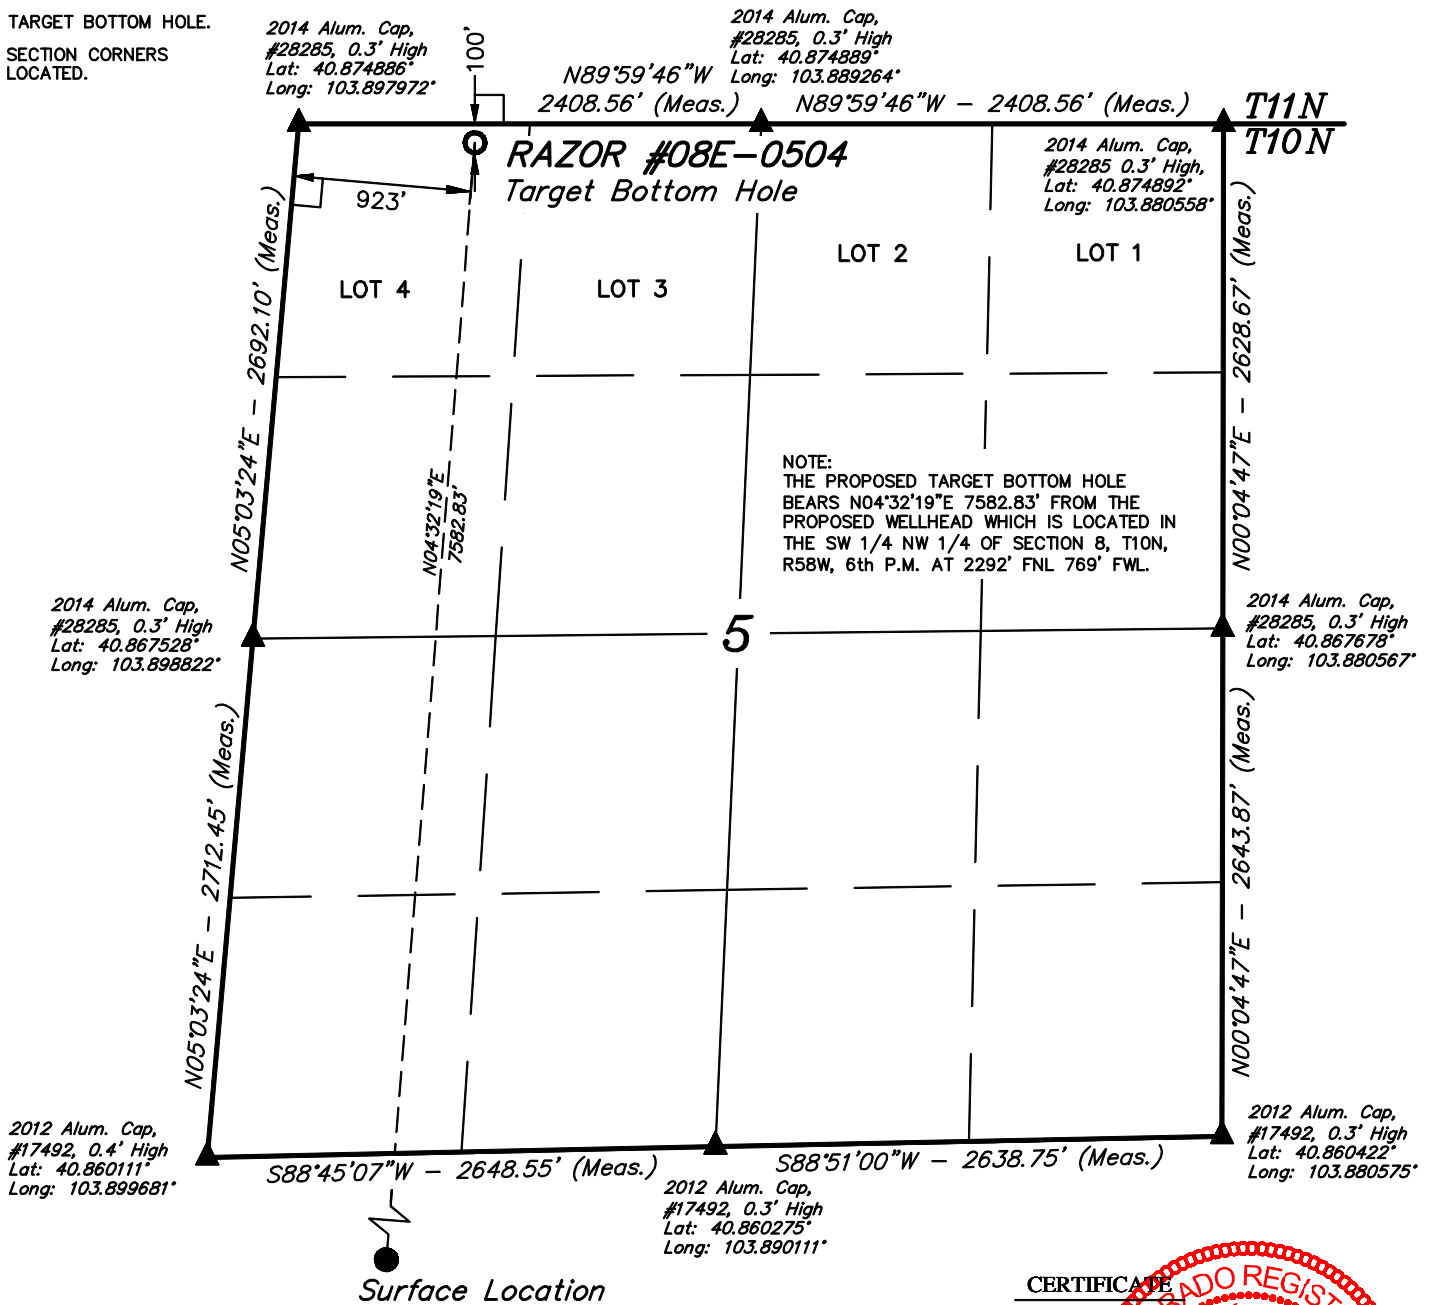 TARGET BOTTOM HOLE.
SECTION CORNERS
LOCATED.
2014 Alum. Cap,
#28285, 0.3' High
Lat: 40.874886°
Long: 103.897972°
100'
2014 Alum. Cap,
#28285, 0.3' High
Lat: 40.874889°
Long: 103.889264°
N89°59'46"W
2408.56' (Meas.)
N89°59'46"W - 2408.56' (Meas.)
T11N
T10N
2014 Alum. Cap,
#28285 0.3' High,
Lat: 40.874892°
Long: 103.880558°
RAZOR #08E-0504
Target Bottom Hole
923'
LOT 4
LOT 3
LOT 2
LOT 1
N05°03'24"E - 2692.10' (Meas.)
N00°04'47"E - 2628.67' (Meas.)
N04°32'19"E
7582.83'
NOTE:
THE PROPOSED TARGET BOTTOM HOLE
BEARS N04°32'19"E 7582.83' FROM THE
PROPOSED WELLHEAD WHICH IS LOCATED IN
THE SW 1/4 NW 1/4 OF SECTION 8, T10N,
R58W, 6th P.M. AT 2292' FNL 769' FWL.
2014 Alum. Cap,
#28285, 0.3' High
Lat: 40.867528°
Long: 103.898822°
5
2014 Alum. Cap,
#28285, 0.3' High
Lat: 40.867678°
Long: 103.880567°
N05°03'24"E - 2712.45' (Meas.)
N00°04'47"E - 2643.87' (Meas.)
2012 Alum. Cap,
#17492, 0.4' High
Lat: 40.860111°
Long: 103.899681°
S88°45'07"W - 2648.55' (Meas.)
S88°51'00"W - 2638.75' (Meas.)
2012 Alum. Cap,
#17492, 0.3' High
Lat: 40.860422°
Long: 103.880575°
2012 Alum. Cap,
#17492, 0.3' High
Lat: 40.860275°
Long: 103.890111°
Surface Location
CERTIFICATE